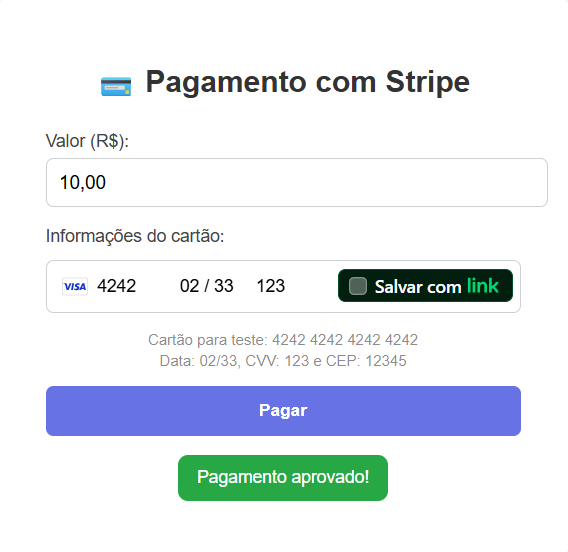 Pagamento com Stripe
Valor (R$):
10,00
Informações do cartão:
VISA 4242 02 / 33 123 Salvar com link
Cartão para teste: 4242 4242 4242 4242
Data: 02/33, CVV: 123 e CEP: 12345
Pagar
Pagamento aprovado!